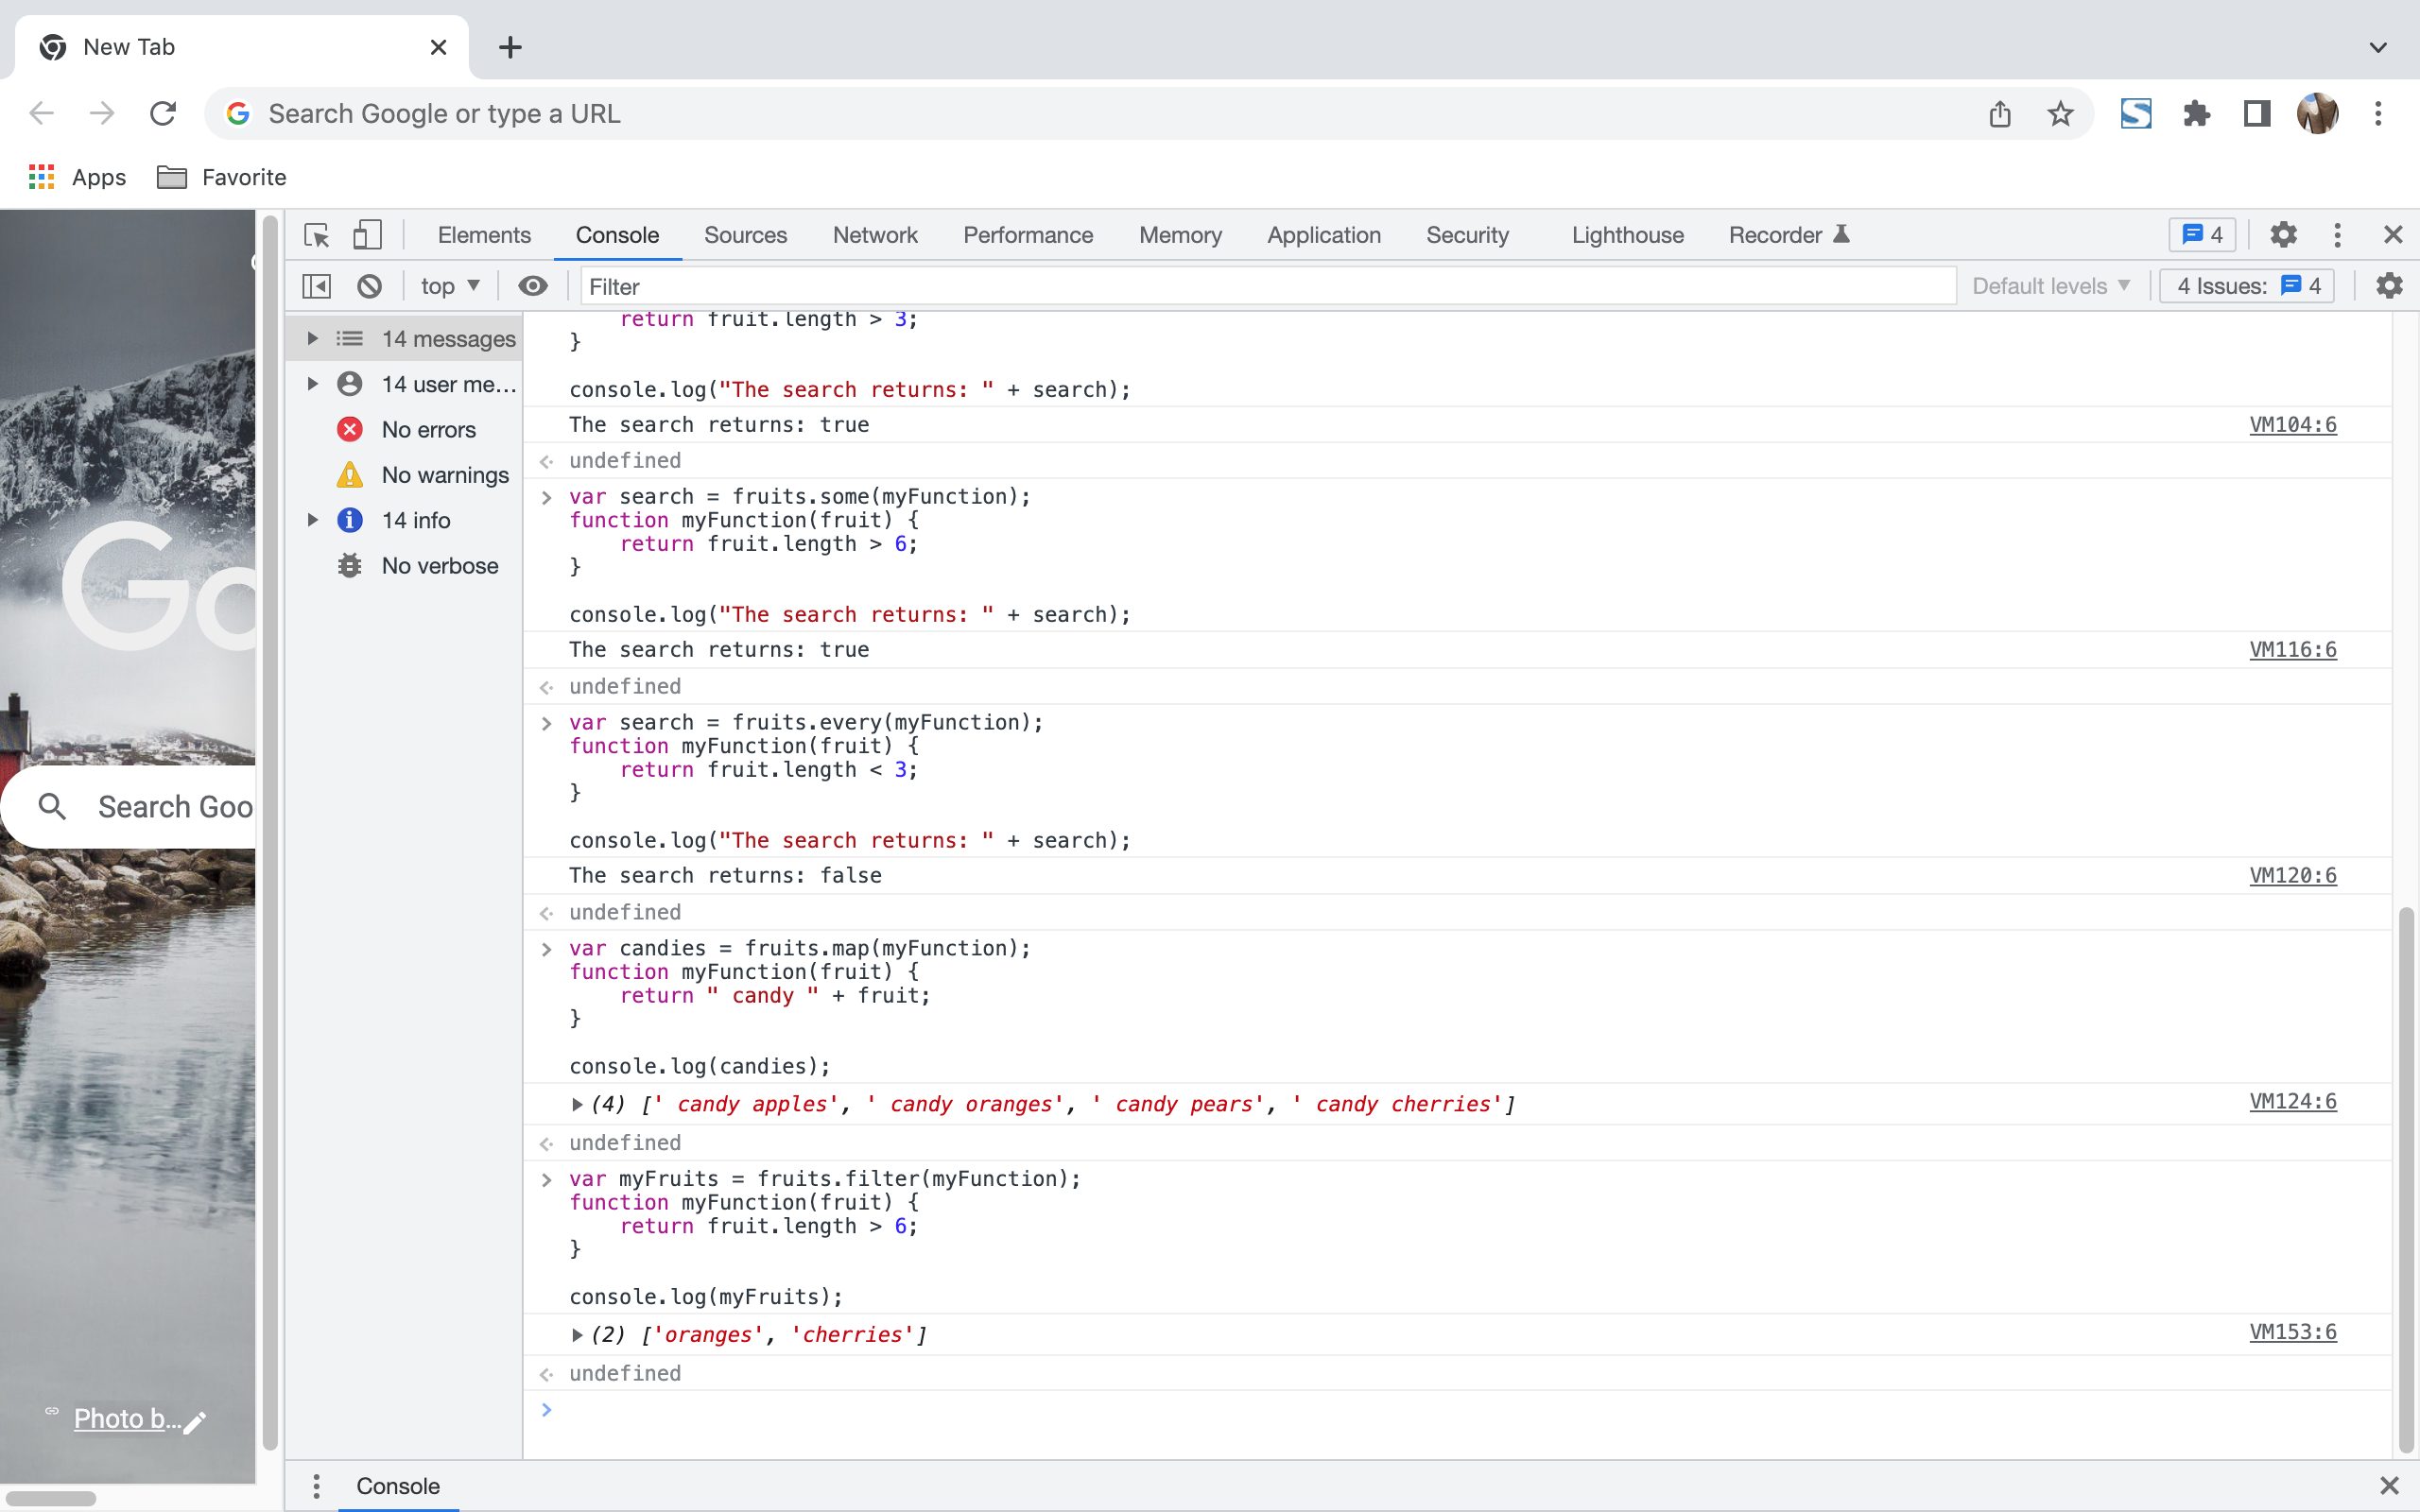 New Tab
Search Google or type a URL
Apps
Favorite
Elements
Console
Sources
Network
Performance
Memory
Application
Security
Lighthouse
Recorder
4
top
Filter
Default levels
4 Issues: 4
14 messages
14 user me...
No errors
No warnings
14 info
No verbose
return fruit.length > 3;
}
console.log("The search returns: " + search);
The search returns: true VM104:6
undefined
var search = fruits.some(myFunction);
function myFunction(fruit) {
return fruit.length > 6;
}
console.log("The search returns: " + search);
The search returns: true VM116:6
undefined
var search = fruits.every(myFunction);
function myFunction(fruit) {
return fruit.length < 3;
}
console.log("The search returns: " + search);
The search returns: false VM120:6
undefined
var candies = fruits.map(myFunction);
function myFunction(fruit) {
return " candy " + fruit;
}
console.log(candies);
(4) [' candy apples', ' candy oranges', ' candy pears', ' candy cherries'] VM124:6
undefined
var myFruits = fruits.filter(myFunction);
function myFunction(fruit) {
return fruit.length > 6;
}
console.log(myFruits);
(2) ['oranges', 'cherries'] VM153:6
undefined
Go
Search Goo
Photo b...
Console